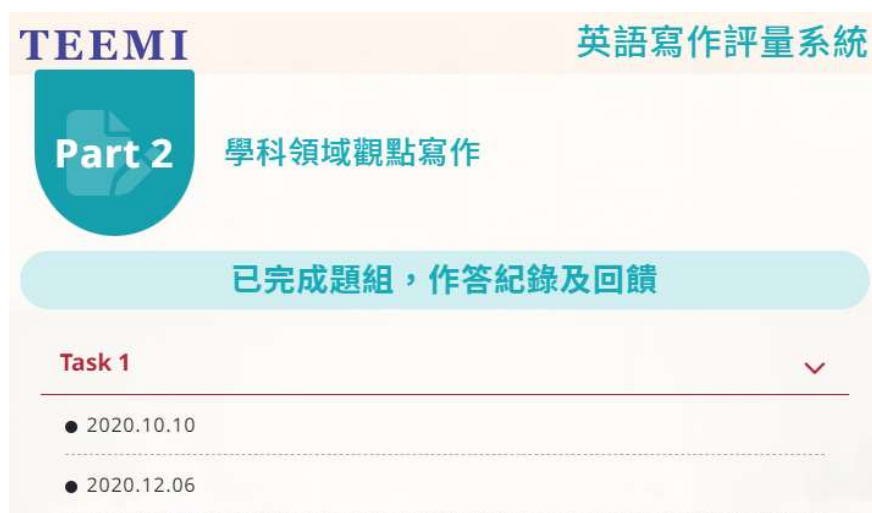 TEEMI
英語寫作評量系統
Part 2
學科領域觀點寫作
已完成題組，作答紀錄及回饋
Task 1
2020.10.10
2020.12.06